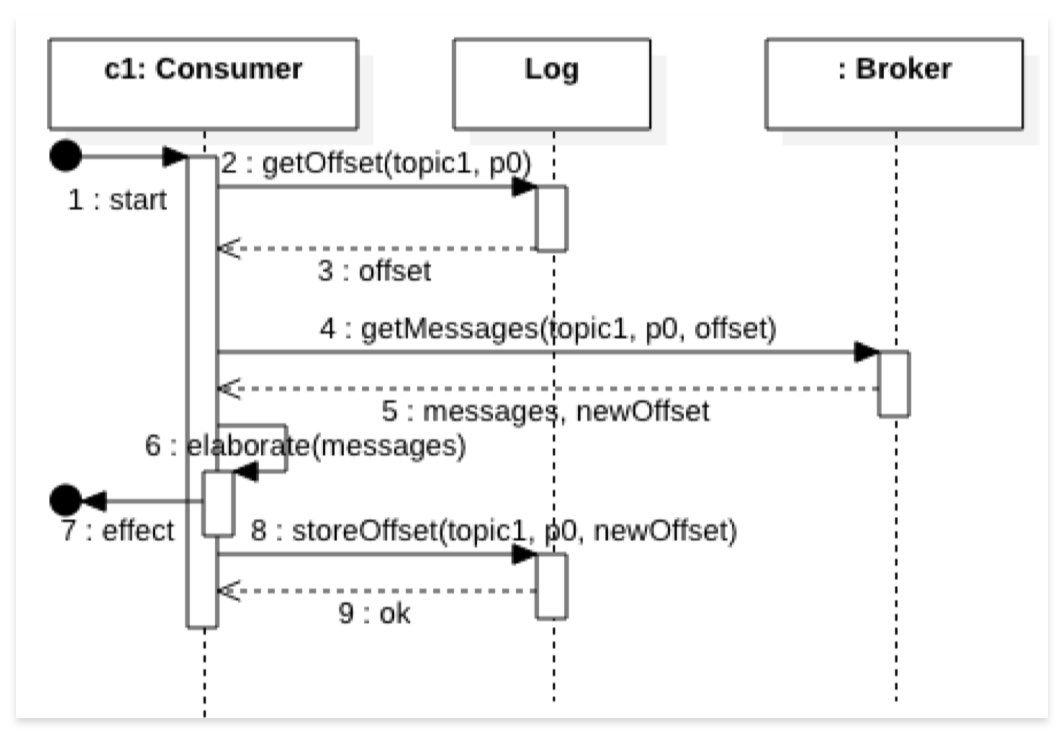 c1: Consumer
Log
: Broker
2 : getOffset(topic1, p0)
1 : start
3 : offset
4 : getMessages(topic1, p0, offset)
5 : messages, newOffset
6 : elaborate(messages)
7 : effect
8 : storeOffset(topic1, p0, newOffset)
9 : ok